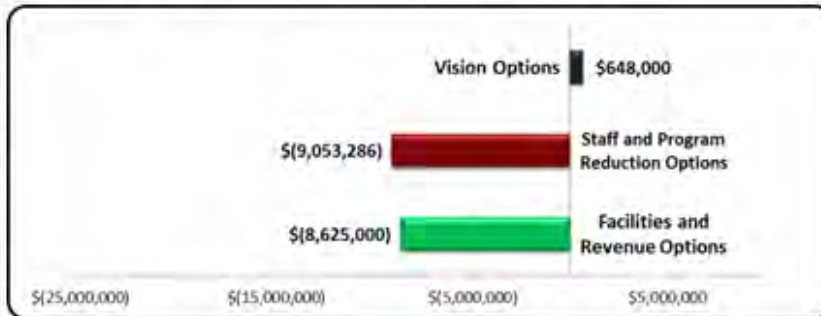 Vision Options $648,000
$(9,053,286) Staff and Program
Reduction Options
$(8,625,000) Facilities and
Revenue Options
$(25,000,000) $(15,000,000) $(5,000,000) $5,000,000